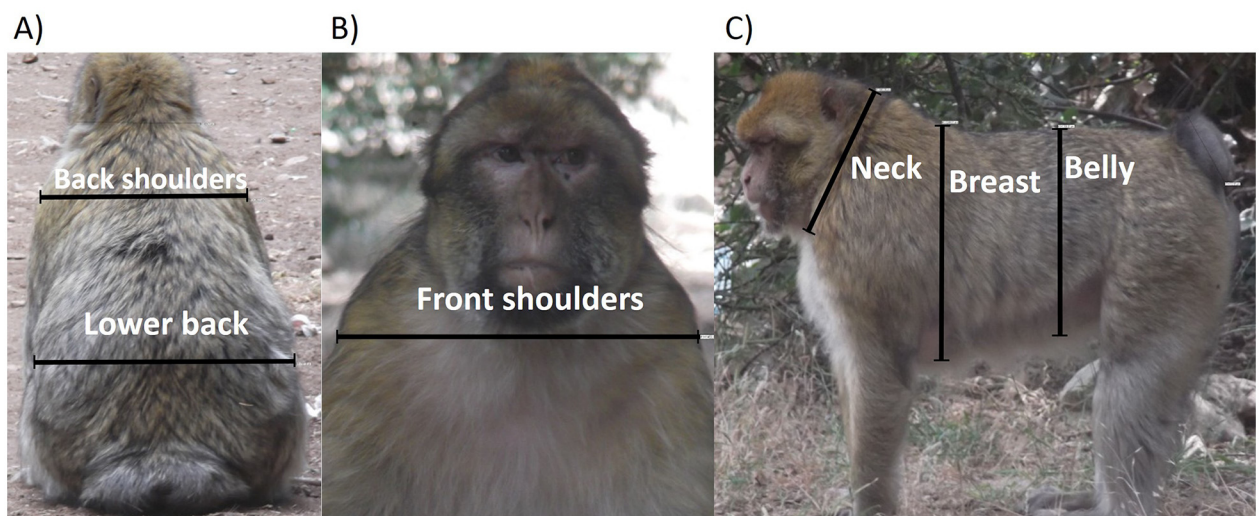 A)
B)
C)
Back shoulders
Lower back
Front shoulders
Neck
Breast
Belly